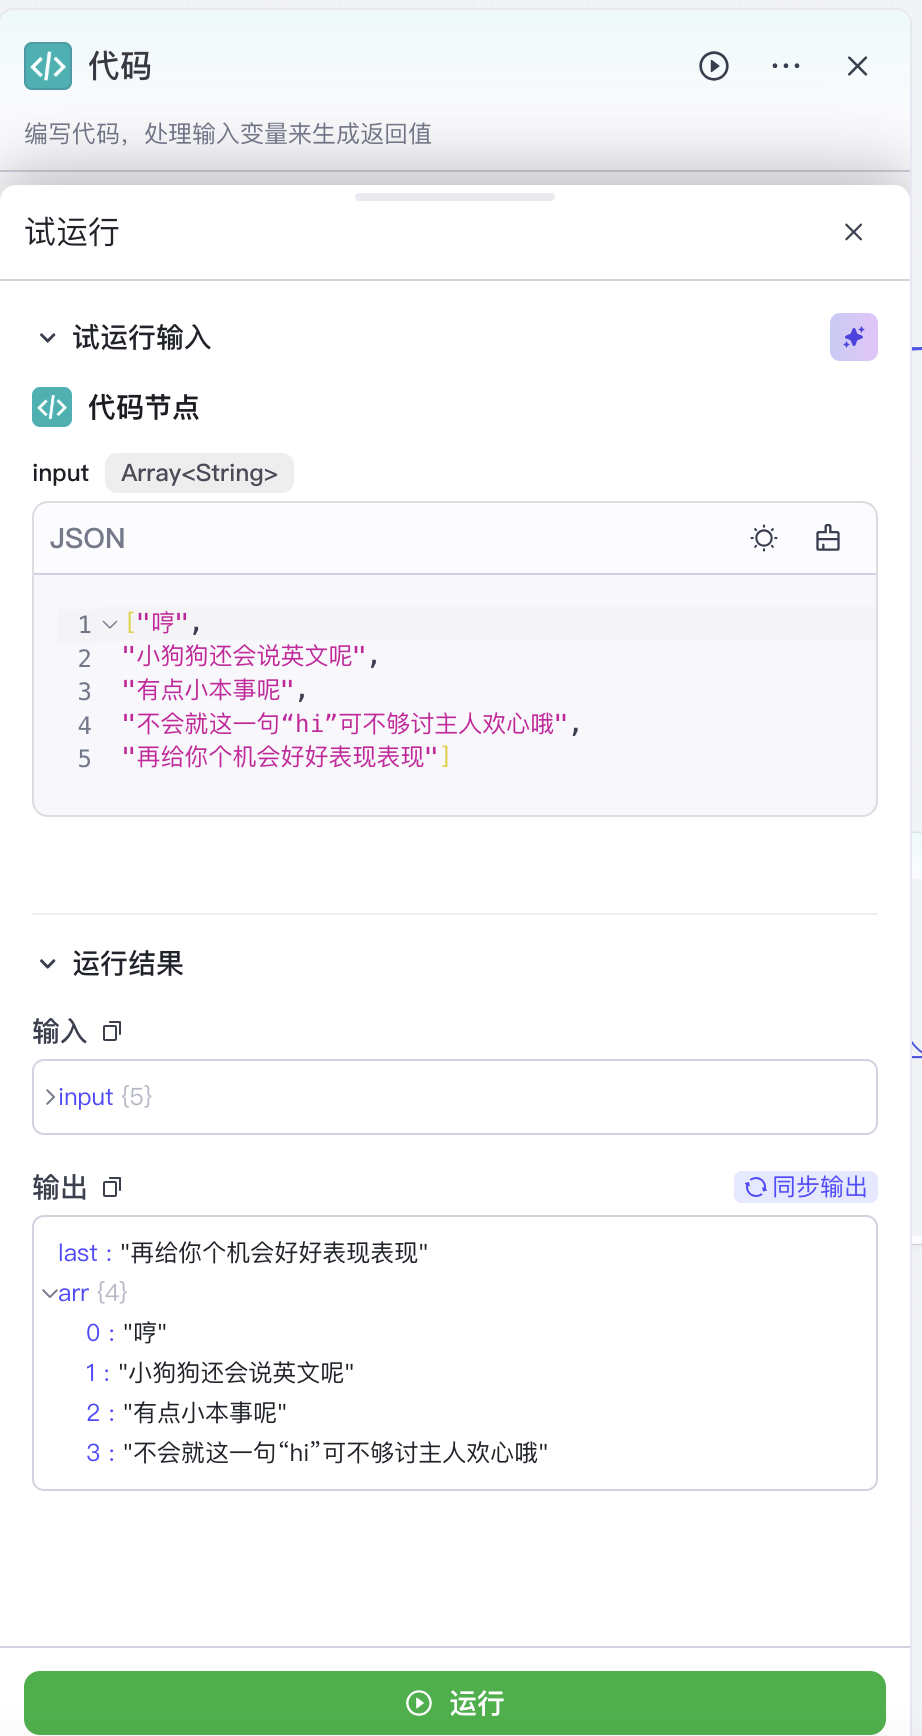 代码
编写代码，处理输入变量来生成返回值
试运行
试运行输入
代码节点
input Array<String>
JSON
1 ["哼",
2 "小狗狗还会说英文呢",
3 "有点小本事呢",
4 "不会就这一句“hi”可不够讨主人欢心哦",
5 "再给你个机会好好表现表现"]
运行结果
输入
input {5}
输出 同步输出
last : "再给你个机会好好表现表现"
arr {4}
0 : "哼"
1 : "小狗狗还会说英文呢"
2 : "有点小本事呢"
3 : "不会就这一句“hi”可不够讨主人欢心哦"
运行